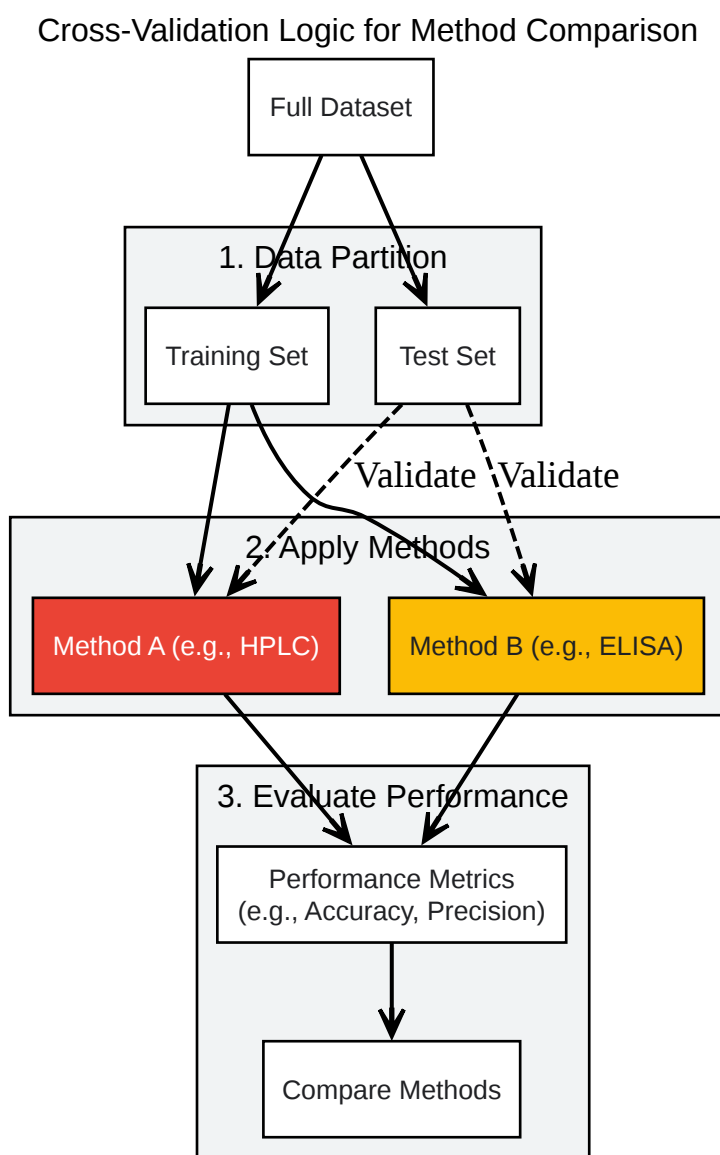 Cross-Validation Logic for Method Comparison
Full Dataset
1. Data Partition
Training Set
Test Set
Validate
Validate
2. Apply Methods
Method A (e.g., HPLC)
Method B (e.g., ELISA)
3. Evaluate Performance
Performance Metrics
(e.g., Accuracy, Precision)
Compare Methods